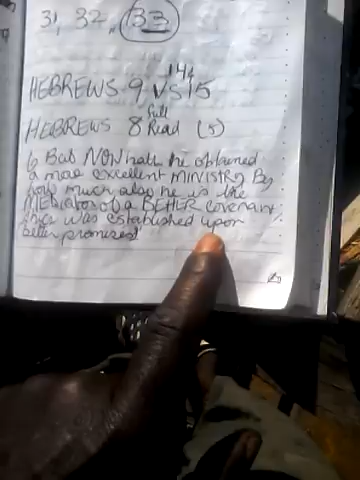 31, 32, 33
14/
HEBREWS 9 VS 15
full
HEBREWS 8 Read (5)
6 But NOW hath he obtained
a more excellent MINISTRY By
how much also he is the
MEDiator of a BETTER covenant,
was established upon
better promises!